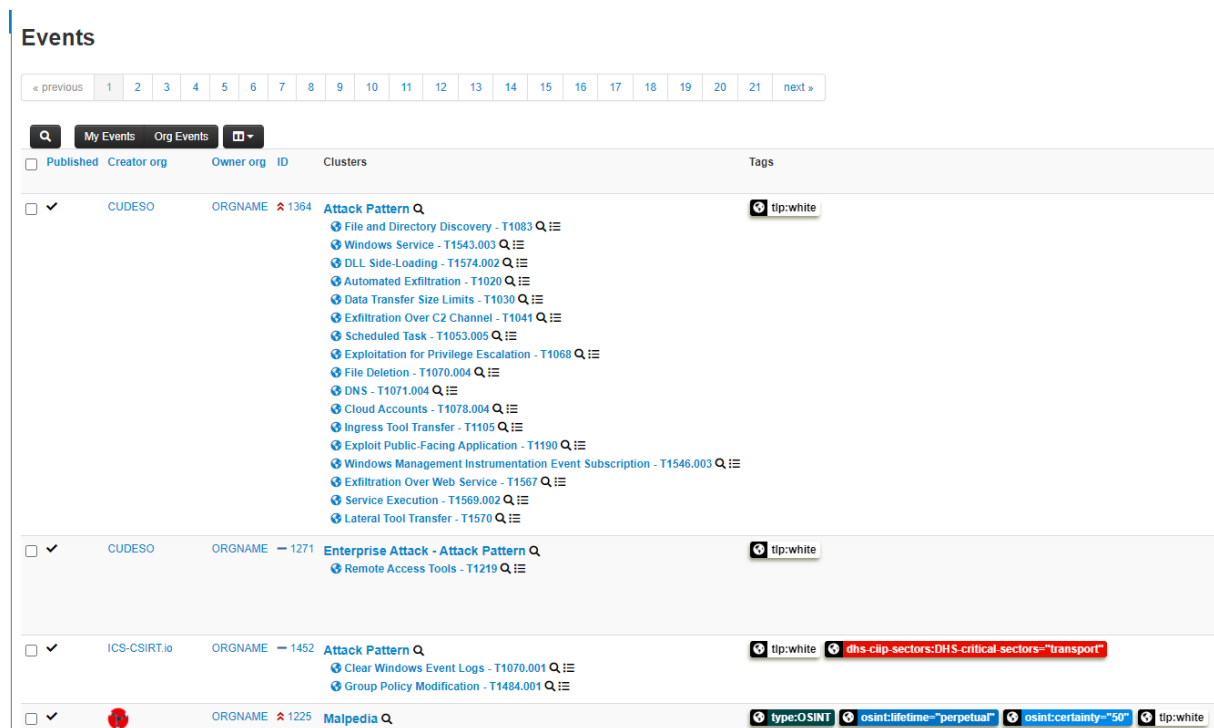 Events
« previous 1 2 3 4 5 6 7 8 9 10 11 12 13 14 15 16 17 18 19 20 21 next »
My Events Org Events
Published Creator org Owner org ID Clusters Tags
CUDESO ORGNAME 1364 Attack Pattern tlp:white
File and Directory Discovery - T1083
Windows Service - T1543.003
DLL Side-Loading - T1574.002
Automated Exfiltration - T1020
Data Transfer Size Limits - T1030
Exfiltration Over C2 Channel - T1041
Scheduled Task - T1053.005
Exploitation for Privilege Escalation - T1068
File Deletion - T1070.004
DNS - T1071.004
Cloud Accounts - T1078.004
Ingress Tool Transfer - T1105
Exploit Public-Facing Application - T1190
Windows Management Instrumentation Event Subscription - T1546.003
Exfiltration Over Web Service - T1567
Service Execution - T1569.002
Lateral Tool Transfer - T1570
CUDESO ORGNAME 1271 Enterprise Attack - Attack Pattern tlp:white
Remote Access Tools - T1219
ICS-CSIRT.io ORGNAME 1452 Attack Pattern tlp:white dhs-ciip-sectors:DHS-critical-sectors="transport"
Clear Windows Event Logs - T1070.001
Group Policy Modification - T1484.001
ORGNAME 1225 Malpedia type:OSINT osint:lifetime="perpetual" osint:certainty="50" tlp:white